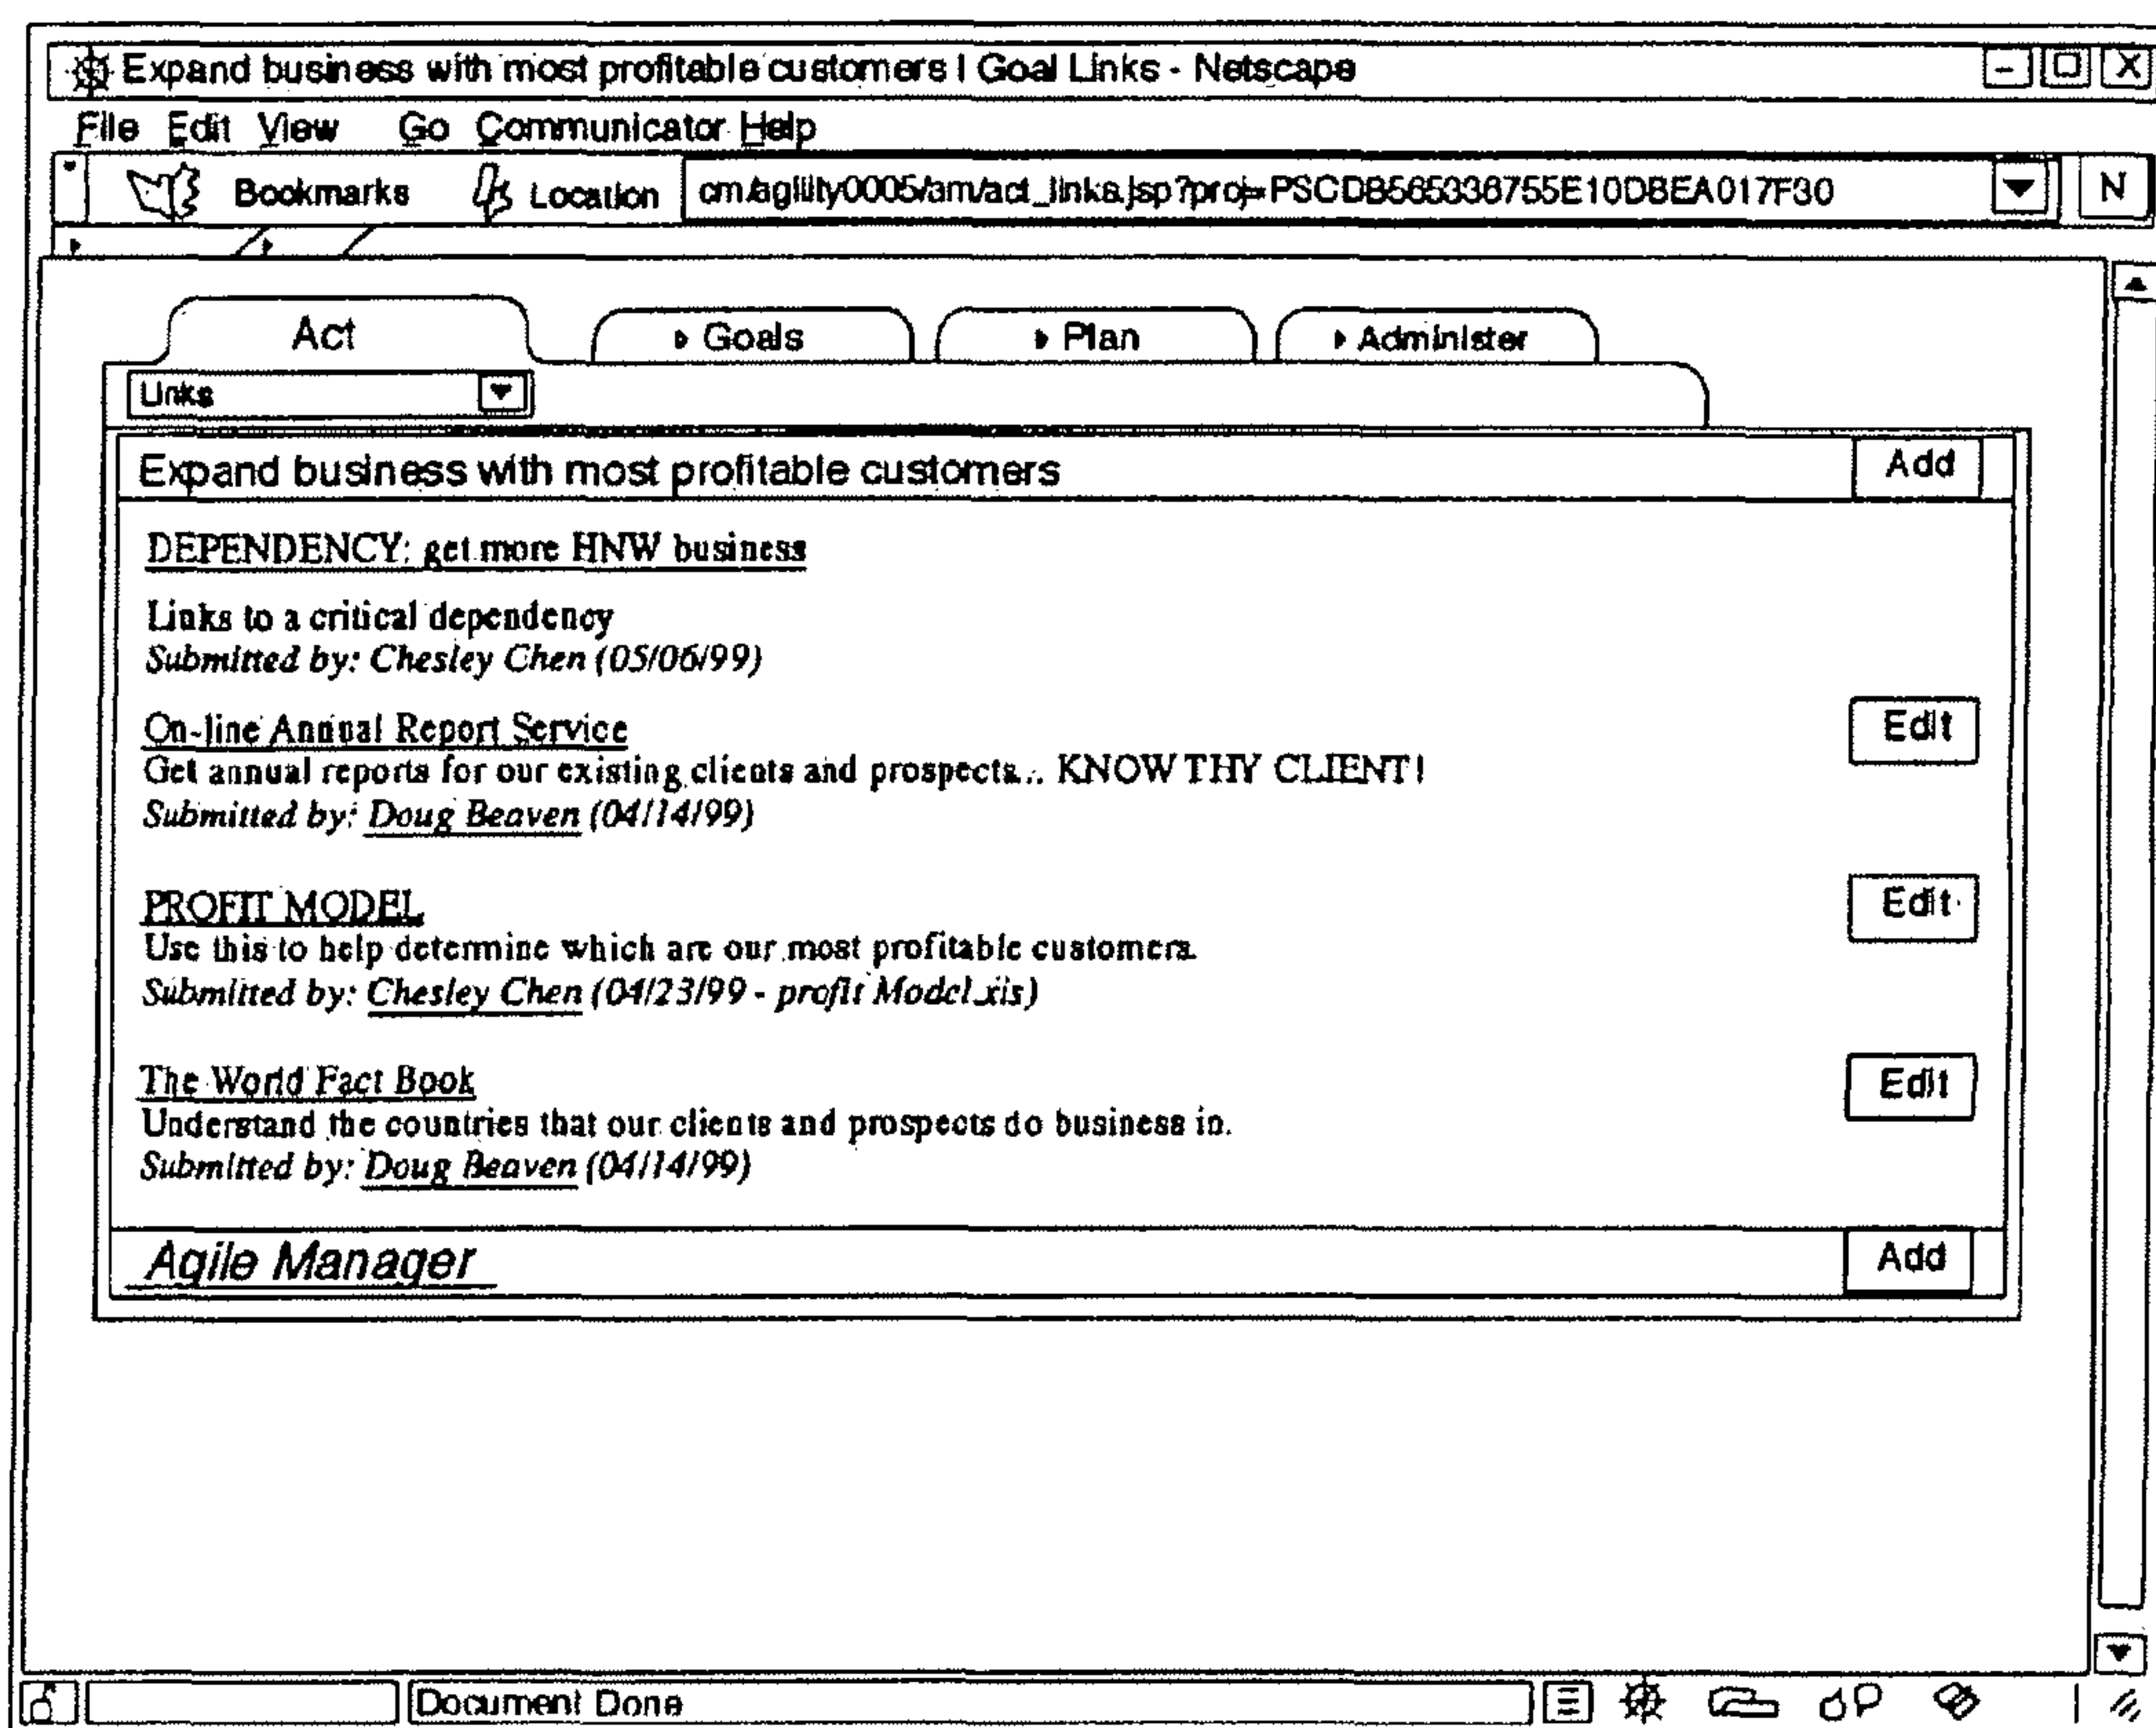 Expand business with most profitable customers | Goal Links - Netscape
File Edit View Go Communicator Help
Bookmarks Location cm/agility0005/am/act_links.jsp?proj=PSCDB565336755E10DBEA017F30 N
Act Goals Plan Administer
Links
Expand business with most profitable customers Add
DEPENDENCY: get more HNW business
Links to a critical dependency
Submitted by: Chesley Chen (05/06/99)
On-line Annual Report Service Edit
Get annual reports for our existing clients and prospects... KNOW THY CLIENT!
Submitted by: Doug Beaven (04/14/99)
PROFIT MODEL Edit
Use this to help determine which are our most profitable customers.
Submitted by: Chesley Chen (04/23/99 - profit Model.xls)
The World Fact Book Edit
Understand the countries that our clients and prospects do business in.
Submitted by: Doug Beaven (04/14/99)
Agile Manager Add
Document Done